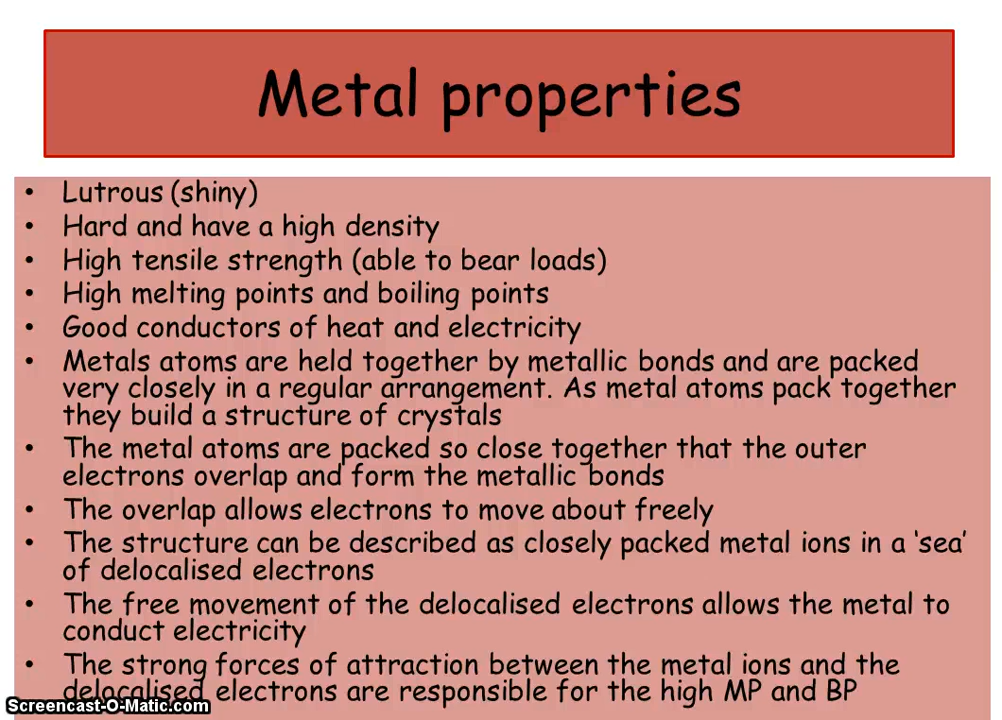 Metal properties
• Lutrous (shiny)
• Hard and have a high density
• High tensile strength (able to bear loads)
• High melting points and boiling points
• Good conductors of heat and electricity
• Metals atoms are held together by metallic bonds and are packed
very closely in a regular arrangement. As metal atoms pack together
they build a structure of crystals
• The metal atoms are packed so close together that the outer
electrons overlap and form the metallic bonds
• The overlap allows electrons to move about freely
• The structure can be described as closely packed metal ions in a ‘sea’
of delocalised electrons
• The free movement of the delocalised electrons allows the metal to
conduct electricity
• The strong forces of attraction between the metal ions and the
delocalised electrons are responsible for the high MP and BP
Screencast-O-Matic.com